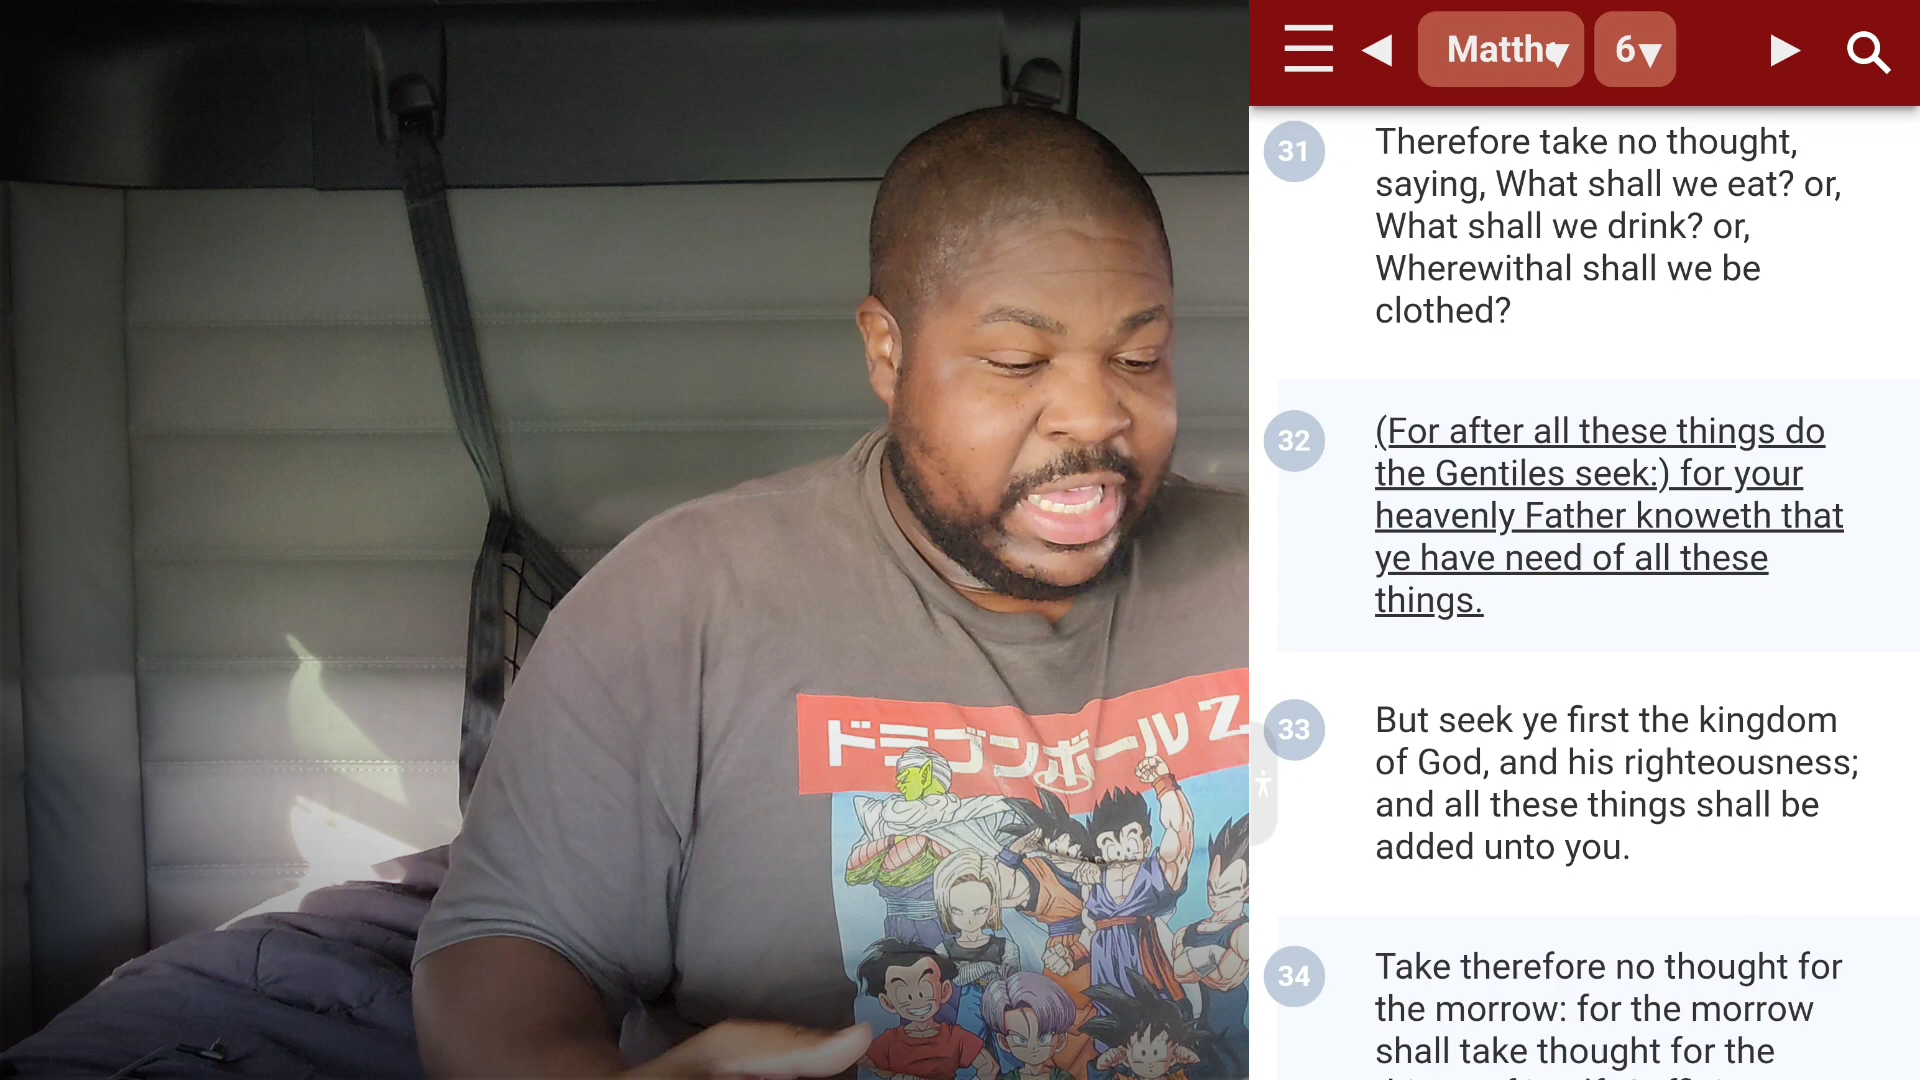 ドラゴンボールZ
Matthe
6
31
Therefore take no thought,
saying, What shall we eat? or,
What shall we drink? or,
Wherewithal shall we be
clothed?
32
(For after all these things do
the Gentiles seek:) for your
heavenly Father knoweth that
ye have need of all these
things.
33
But seek ye first the kingdom
of God, and his righteousness;
and all these things shall be
added unto you.
34
Take therefore no thought for
the morrow: for the morrow
shall take thought for the